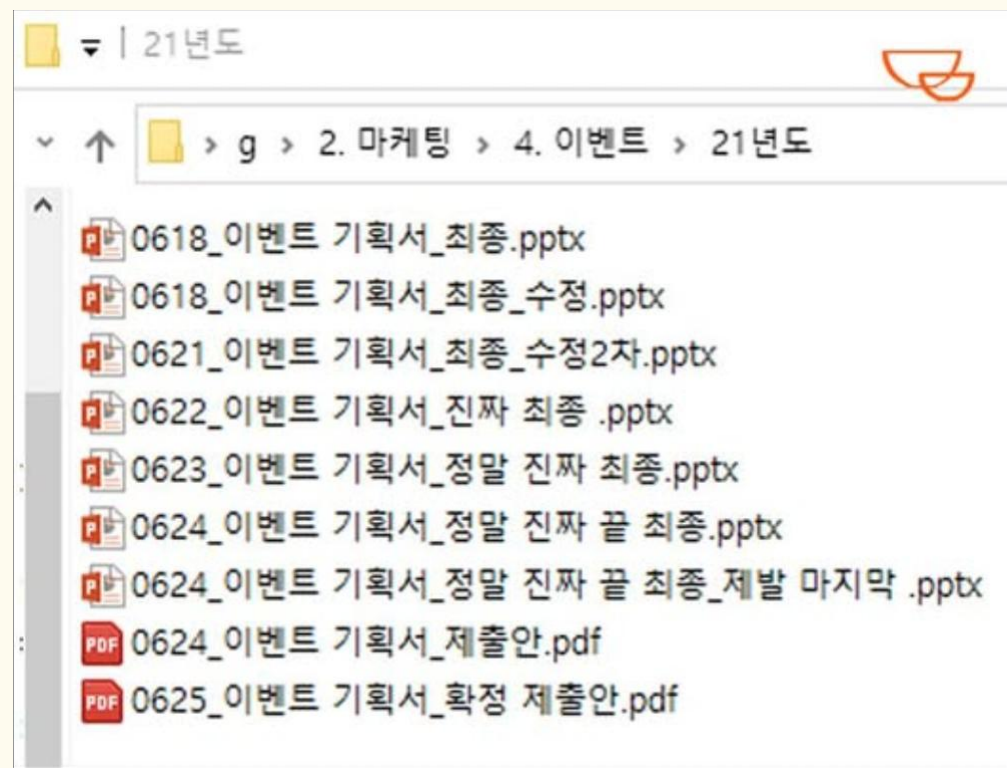 21년도
g > 2. 마케팅 > 4. 이벤트 > 21년도
0618_이벤트 기획서_최종.pptx
0618_이벤트 기획서_최종_수정.pptx
0621_이벤트 기획서_최종_수정2차.pptx
0622_이벤트 기획서_진짜 최종 .pptx
0623_이벤트 기획서_정말 진짜 최종.pptx
0624_이벤트 기획서_정말 진짜 끝 최종.pptx
0624_이벤트 기획서_정말 진짜 끝 최종_제발 마지막 .pptx
0624_이벤트 기획서_제출안.pdf
0625_이벤트 기획서_확정 제출안.pdf